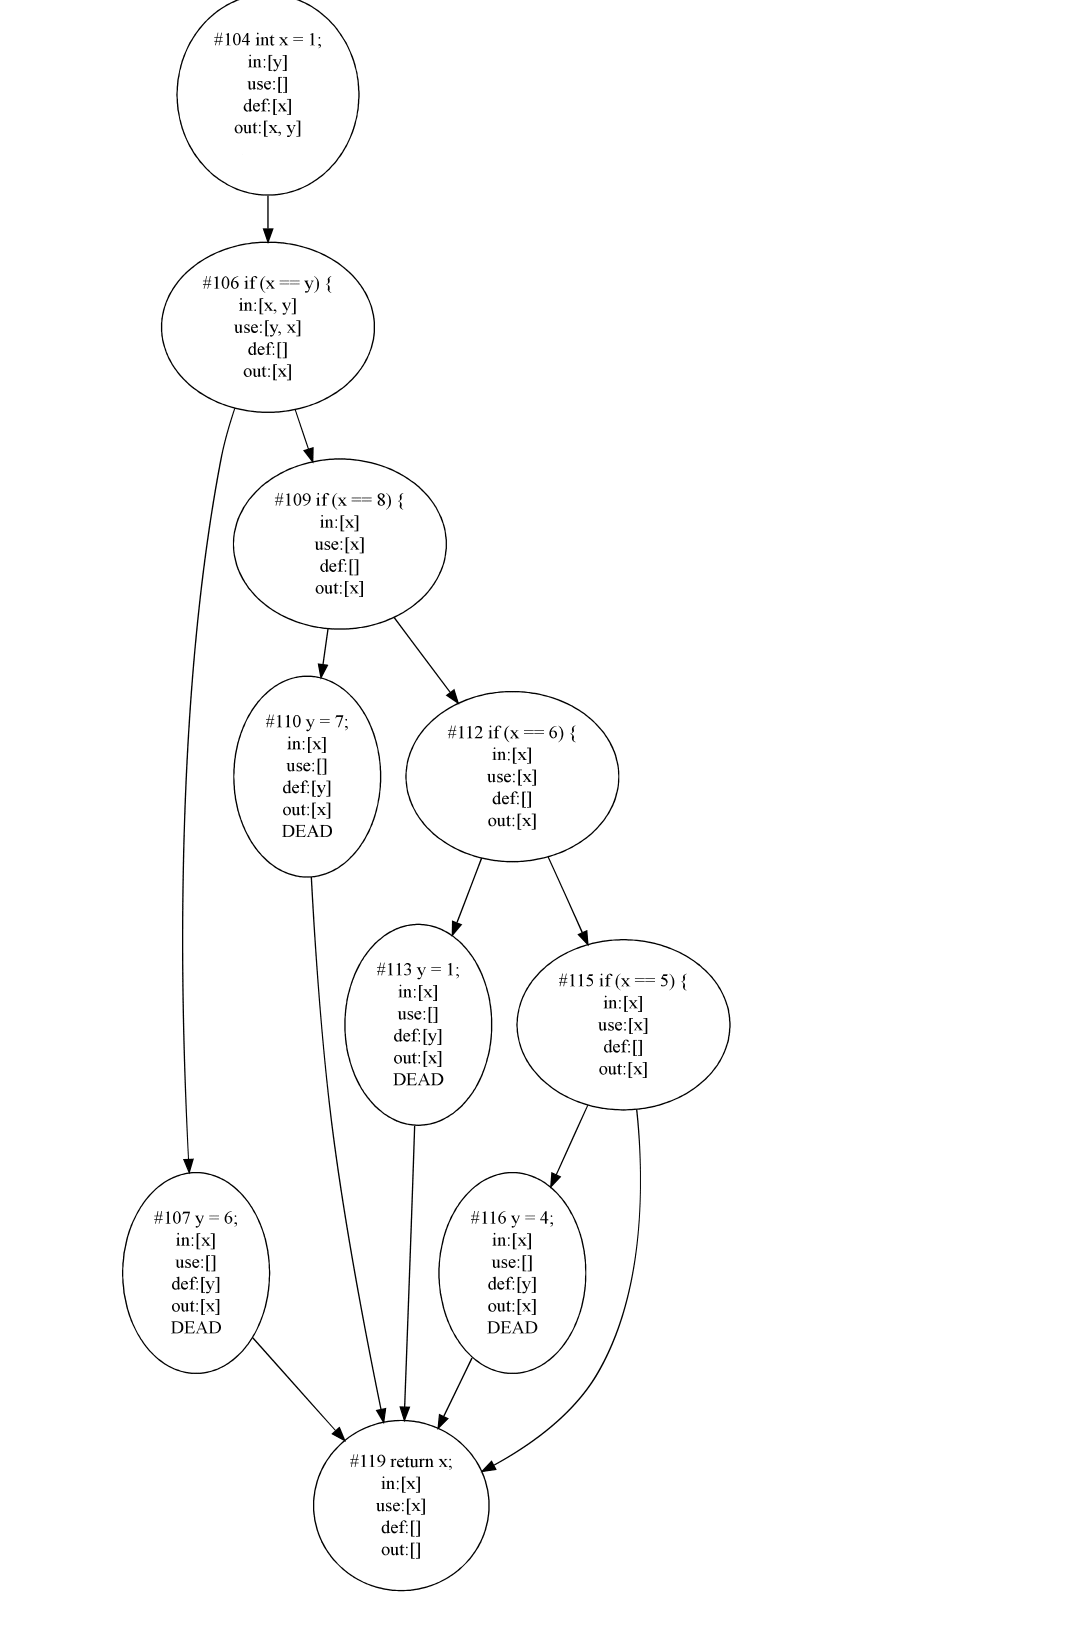 #104 int x = 1;
in:[y]
use:[]
def:[x]
out:[x, y]
#106 if (x == y) {
in:[x, y]
use:[y, x]
def:[]
out:[x]
#109 if (x == 8) {
in:[x]
use:[x]
def:[]
out:[x]
#110 y = 7;
in:[x]
use:[]
def:[y]
out:[x]
DEAD
#112 if (x == 6) {
in:[x]
use:[x]
def:[]
out:[x]
#113 y = 1;
in:[x]
use:[]
def:[y]
out:[x]
DEAD
#115 if (x == 5) {
in:[x]
use:[x]
def:[]
out:[x]
#107 y = 6;
in:[x]
use:[]
def:[y]
out:[x]
DEAD
#116 y = 4;
in:[x]
use:[]
def:[y]
out:[x]
DEAD
#119 return x;
in:[x]
use:[x]
def:[]
out:[]